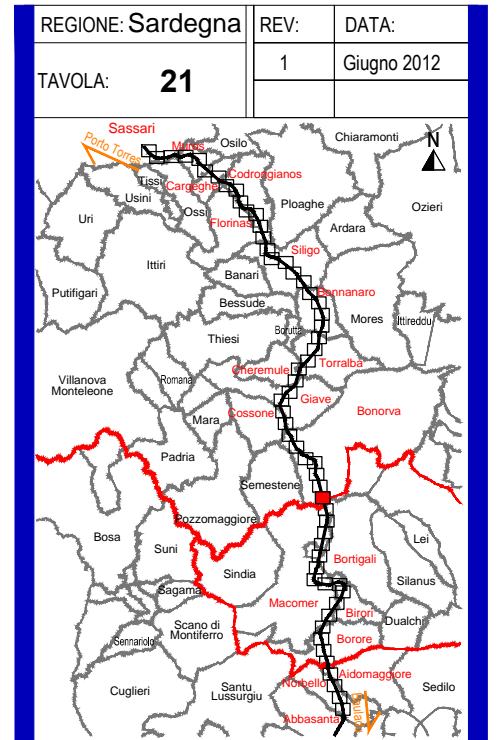 REGIONE: Sardegna
REV:
DATA:
TAVOLA: 21
1
Giugno 2012
Sassari
Porto Torres
Muros
Osilo
Chiaramonti
N
Tissi
Cargeghe
Codrongianos
Usini
Ossi
Ploaghe
Ozieri
Uri
Florinas
Ardara
Ittiri
Siligo
Banari
Bonnanaro
Putifigari
Bessude
Mores
Ittireddu
Thiesi
Borutta
Cheremule
Torralba
Villanova
Monteleone
Romana
Giave
Cossone
Bonorva
Mara
Padria
Semestene
Pozzomaggiore
Bosa
Suni
Lei
Bortigali
Sindia
Silanus
Sagama
Macomer
Birori
Dualchi
Scano di
Montiferro
Sennariolo
Borore
Aidomaggiore
Norbello
Cuglieri
Santu
Lussurgiu
Sedilo
Abbasanta